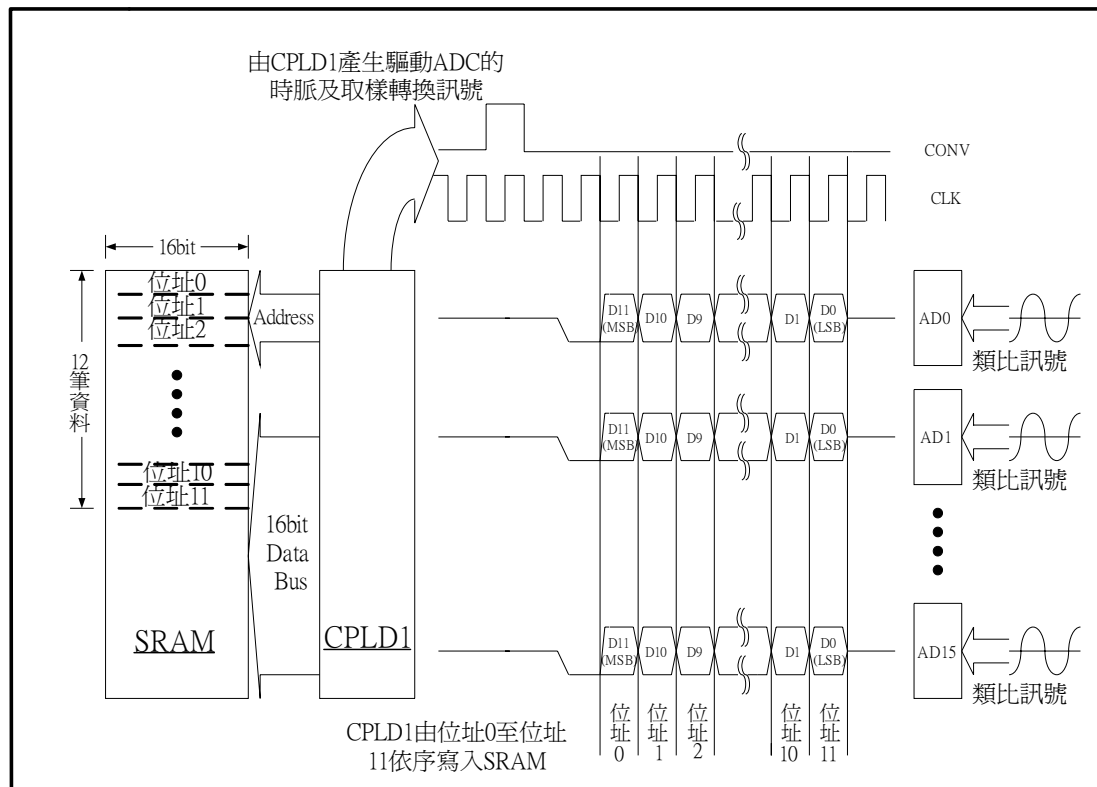 由CPLD1產生驅動ADC的
時脈及取樣轉換訊號
CONV
CLK
16bit
位址0
位址1
位址2
位址10
位址11
12筆資料
Address
16bit
Data
Bus
SRAM
CPLD1
D11
(MSB)
D10
D9
D1
D0
(LSB)
AD0
類比訊號
D11
(MSB)
D10
D9
D1
D0
(LSB)
AD1
類比訊號
D11
(MSB)
D10
D9
D1
D0
(LSB)
AD15
類比訊號
位址0
位址1
位址2
位址10
位址11
CPLD1由位址0至位址
11依序寫入SRAM